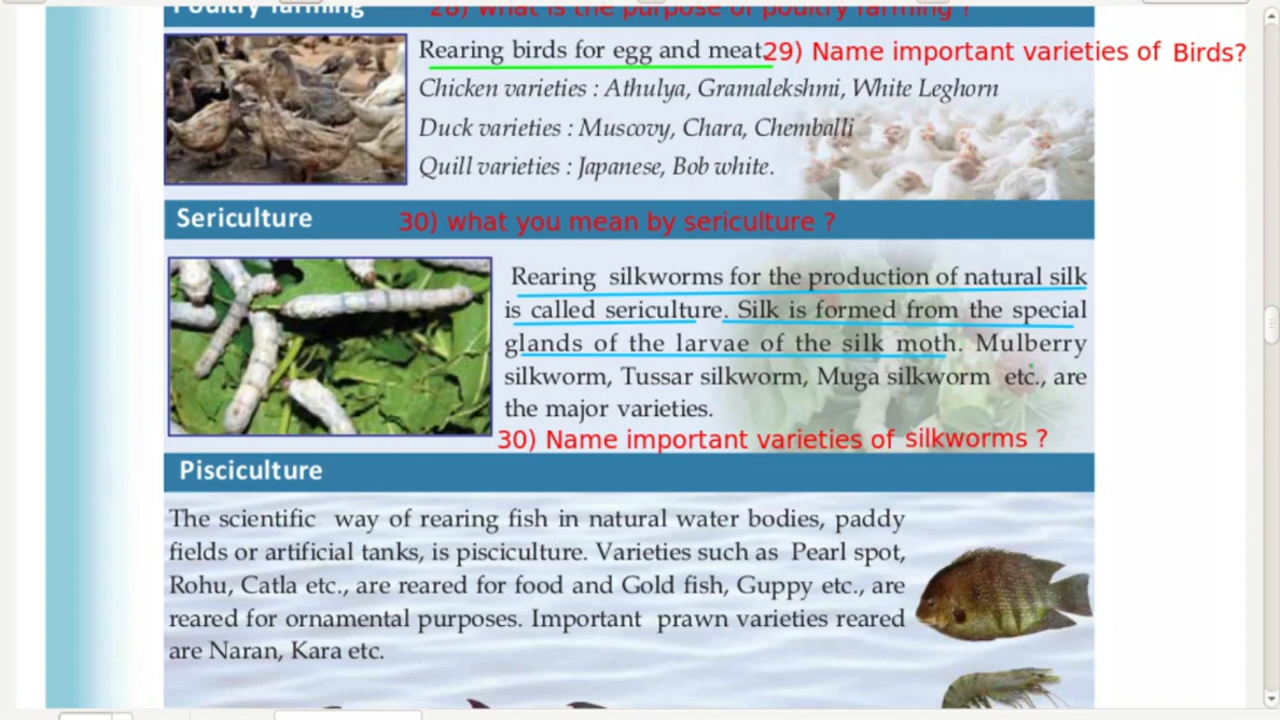 Poultry farming 28) what is the purpose of poultry farming ?
Rearing birds for egg and meat. 29) Name important varieties of Birds?
Chicken varieties : Athulya, Gramalekshmi, White Leghorn
Duck varieties : Muscovy, Chara, Chemballi
Quill varieties : Japanese, Bob white.
Sericulture 30) what you mean by sericulture ?
Rearing silkworms for the production of natural silk
is called sericulture. Silk is formed from the special
glands of the larvae of the silk moth. Mulberry
silkworm, Tussar silkworm, Muga silkworm etc., are
the major varieties.
30) Name important varieties of silkworms ?
Pisciculture
The scientific way of rearing fish in natural water bodies, paddy
fields or artificial tanks, is pisciculture. Varieties such as Pearl spot,
Rohu, Catla etc., are reared for food and Gold fish, Guppy etc., are
reared for ornamental purposes. Important prawn varieties reared
are Naran, Kara etc.